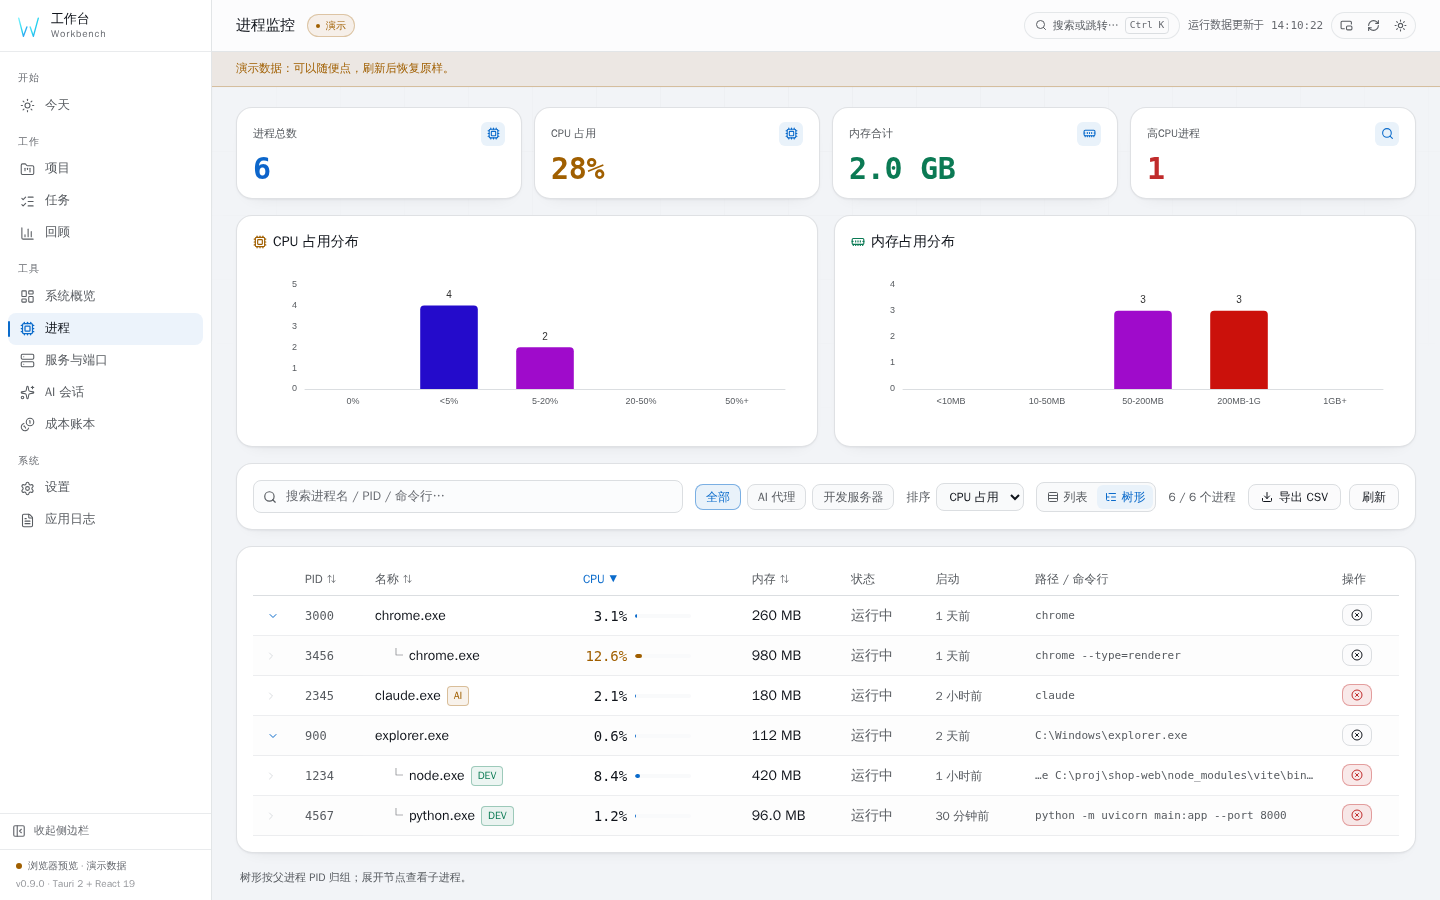 工作台
Workbench
开始
今天
工作
项目
任务
回顾
工具
系统概览
进程
服务与端口
AI 会话
成本账本
系统
设置
应用日志
收起侧边栏
浏览器预览 · 演示数据
v0.9.0 · Tauri 2 + React 19
进程监控 演示 搜索或跳转… Ctrl K 运行数据更新于 14:10:22
演示数据：可以随便点，刷新后恢复原样。
进程总数 CPU 占用 内存合计 高CPU进程
6 28% 2.0 GB 1
CPU 占用分布
5
4
3
2
1
0
4 2
0% <5% 5-20% 20-50% 50%+
内存占用分布
4
3
2
1
0
3 3
<10MB 10-50MB 50-200MB 200MB-1G 1GB+
搜索进程名 / PID / 命令行… 全部 AI 代理 开发服务器 排序 CPU 占用 列表 树形 6 / 6 个进程 导出 CSV 刷新
PID ⇅ 名称 ⇅ CPU ▼ 内存 ⇅ 状态 启动 路径 / 命令行 操作
3000 chrome.exe 3.1% 260 MB 运行中 1 天前 chrome
3456 chrome.exe 12.6% 980 MB 运行中 1 天前 chrome --type=renderer
2345 claude.exe AI 2.1% 180 MB 运行中 2 小时前 claude
900 explorer.exe 0.6% 112 MB 运行中 2 天前 C:\Windows\explorer.exe
1234 node.exe DEV 8.4% 420 MB 运行中 1 小时前 …e C:\proj\shop-web\node_modules\vite\bin…
4567 python.exe DEV 1.2% 96.0 MB 运行中 30 分钟前 python -m uvicorn main:app --port 8000
树形按父进程 PID 归组；展开节点查看子进程。